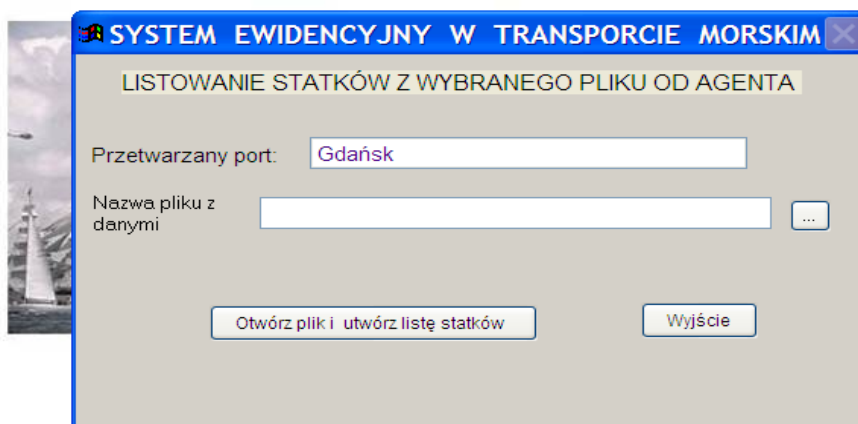 SYSTEM EWIDENCYJNY W TRANSPORCIE MORSKIM
LISTOWANIE STATKÓW Z WYBRANEGO PLIKU OD AGENTA
Przetwarzany port: Gdańsk
Nazwa pliku z
danymi
...
Otwórz plik i utwórz listę statków Wyjście